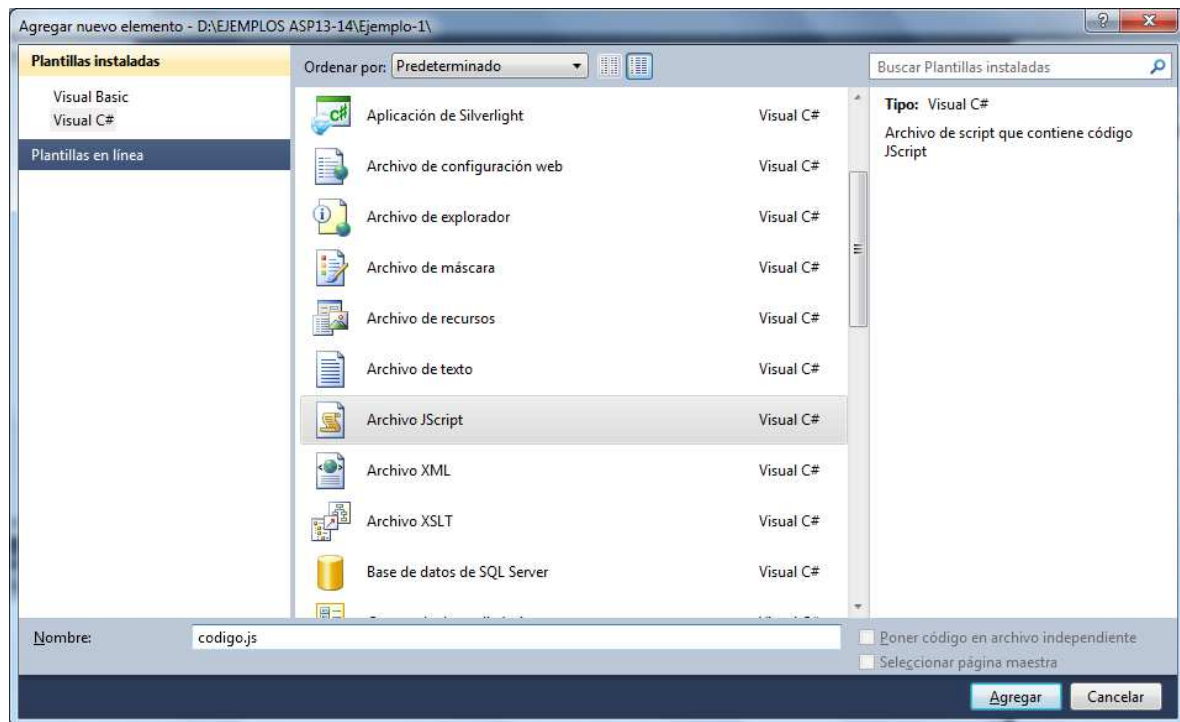 Agregar nuevo elemento - D:\EJEMPLOS ASP13-14\Ejemplo-1\
Plantillas instaladas
Visual Basic
Visual C#
Plantillas en línea
Ordenar por: Predeterminado
Aplicación de Silverlight Visual C#
Archivo de configuración web Visual C#
Archivo de explorador Visual C#
Archivo de máscara Visual C#
Archivo de recursos Visual C#
Archivo de texto Visual C#
Archivo JScript Visual C#
Archivo XML Visual C#
Archivo XSLT Visual C#
Base de datos de SQL Server Visual C#
Buscar Plantillas instaladas
Tipo: Visual C#
Archivo de script que contiene código
JScript
Nombre: codigo.js
Poner código en archivo independiente
Seleccionar página maestra
Agregar Cancelar